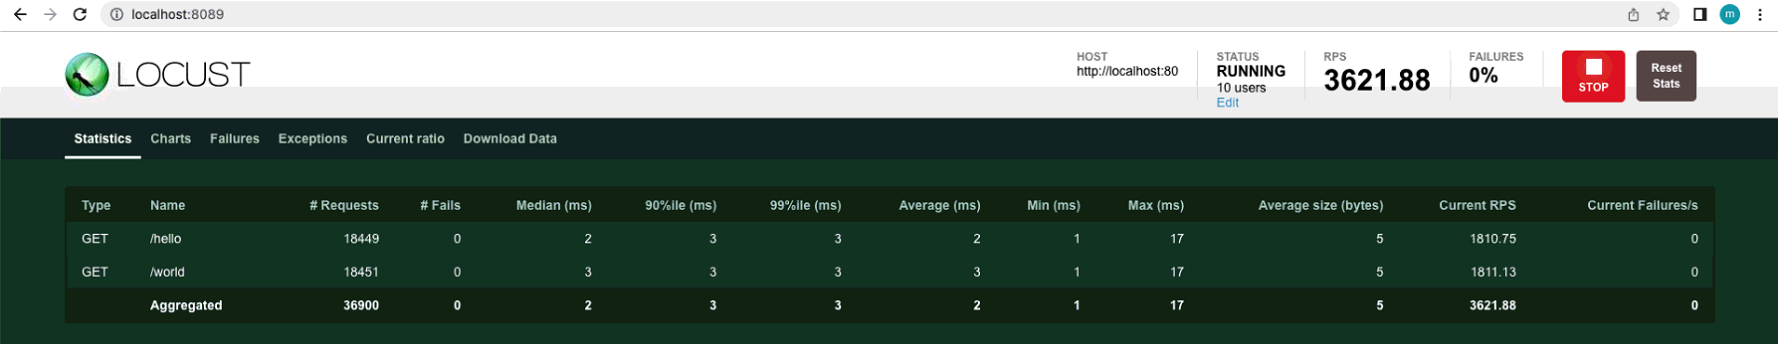 localhost:8089
m
LOCUST
HOST
http://localhost:80
STATUS
RUNNING
10 users
Edit
RPS
3621.88
FAILURES
0%
STOP
Reset
Stats
Statistics Charts Failures Exceptions Current ratio Download Data
Type Name # Requests # Fails Median (ms) 90%ile (ms) 99%ile (ms) Average (ms) Min (ms) Max (ms) Average size (bytes) Current RPS Current Failures/s
GET /hello 18449 0 2 3 3 2 1 17 5 1810.75 0
GET /world 18451 0 3 3 3 3 1 17 5 1811.13 0
Aggregated 36900 0 2 3 3 2 1 17 5 3621.88 0